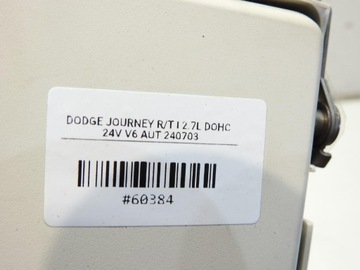 DODGE JOURNEY R/T I 2.7L DOHC
24V V6 AUT 240703
#60384